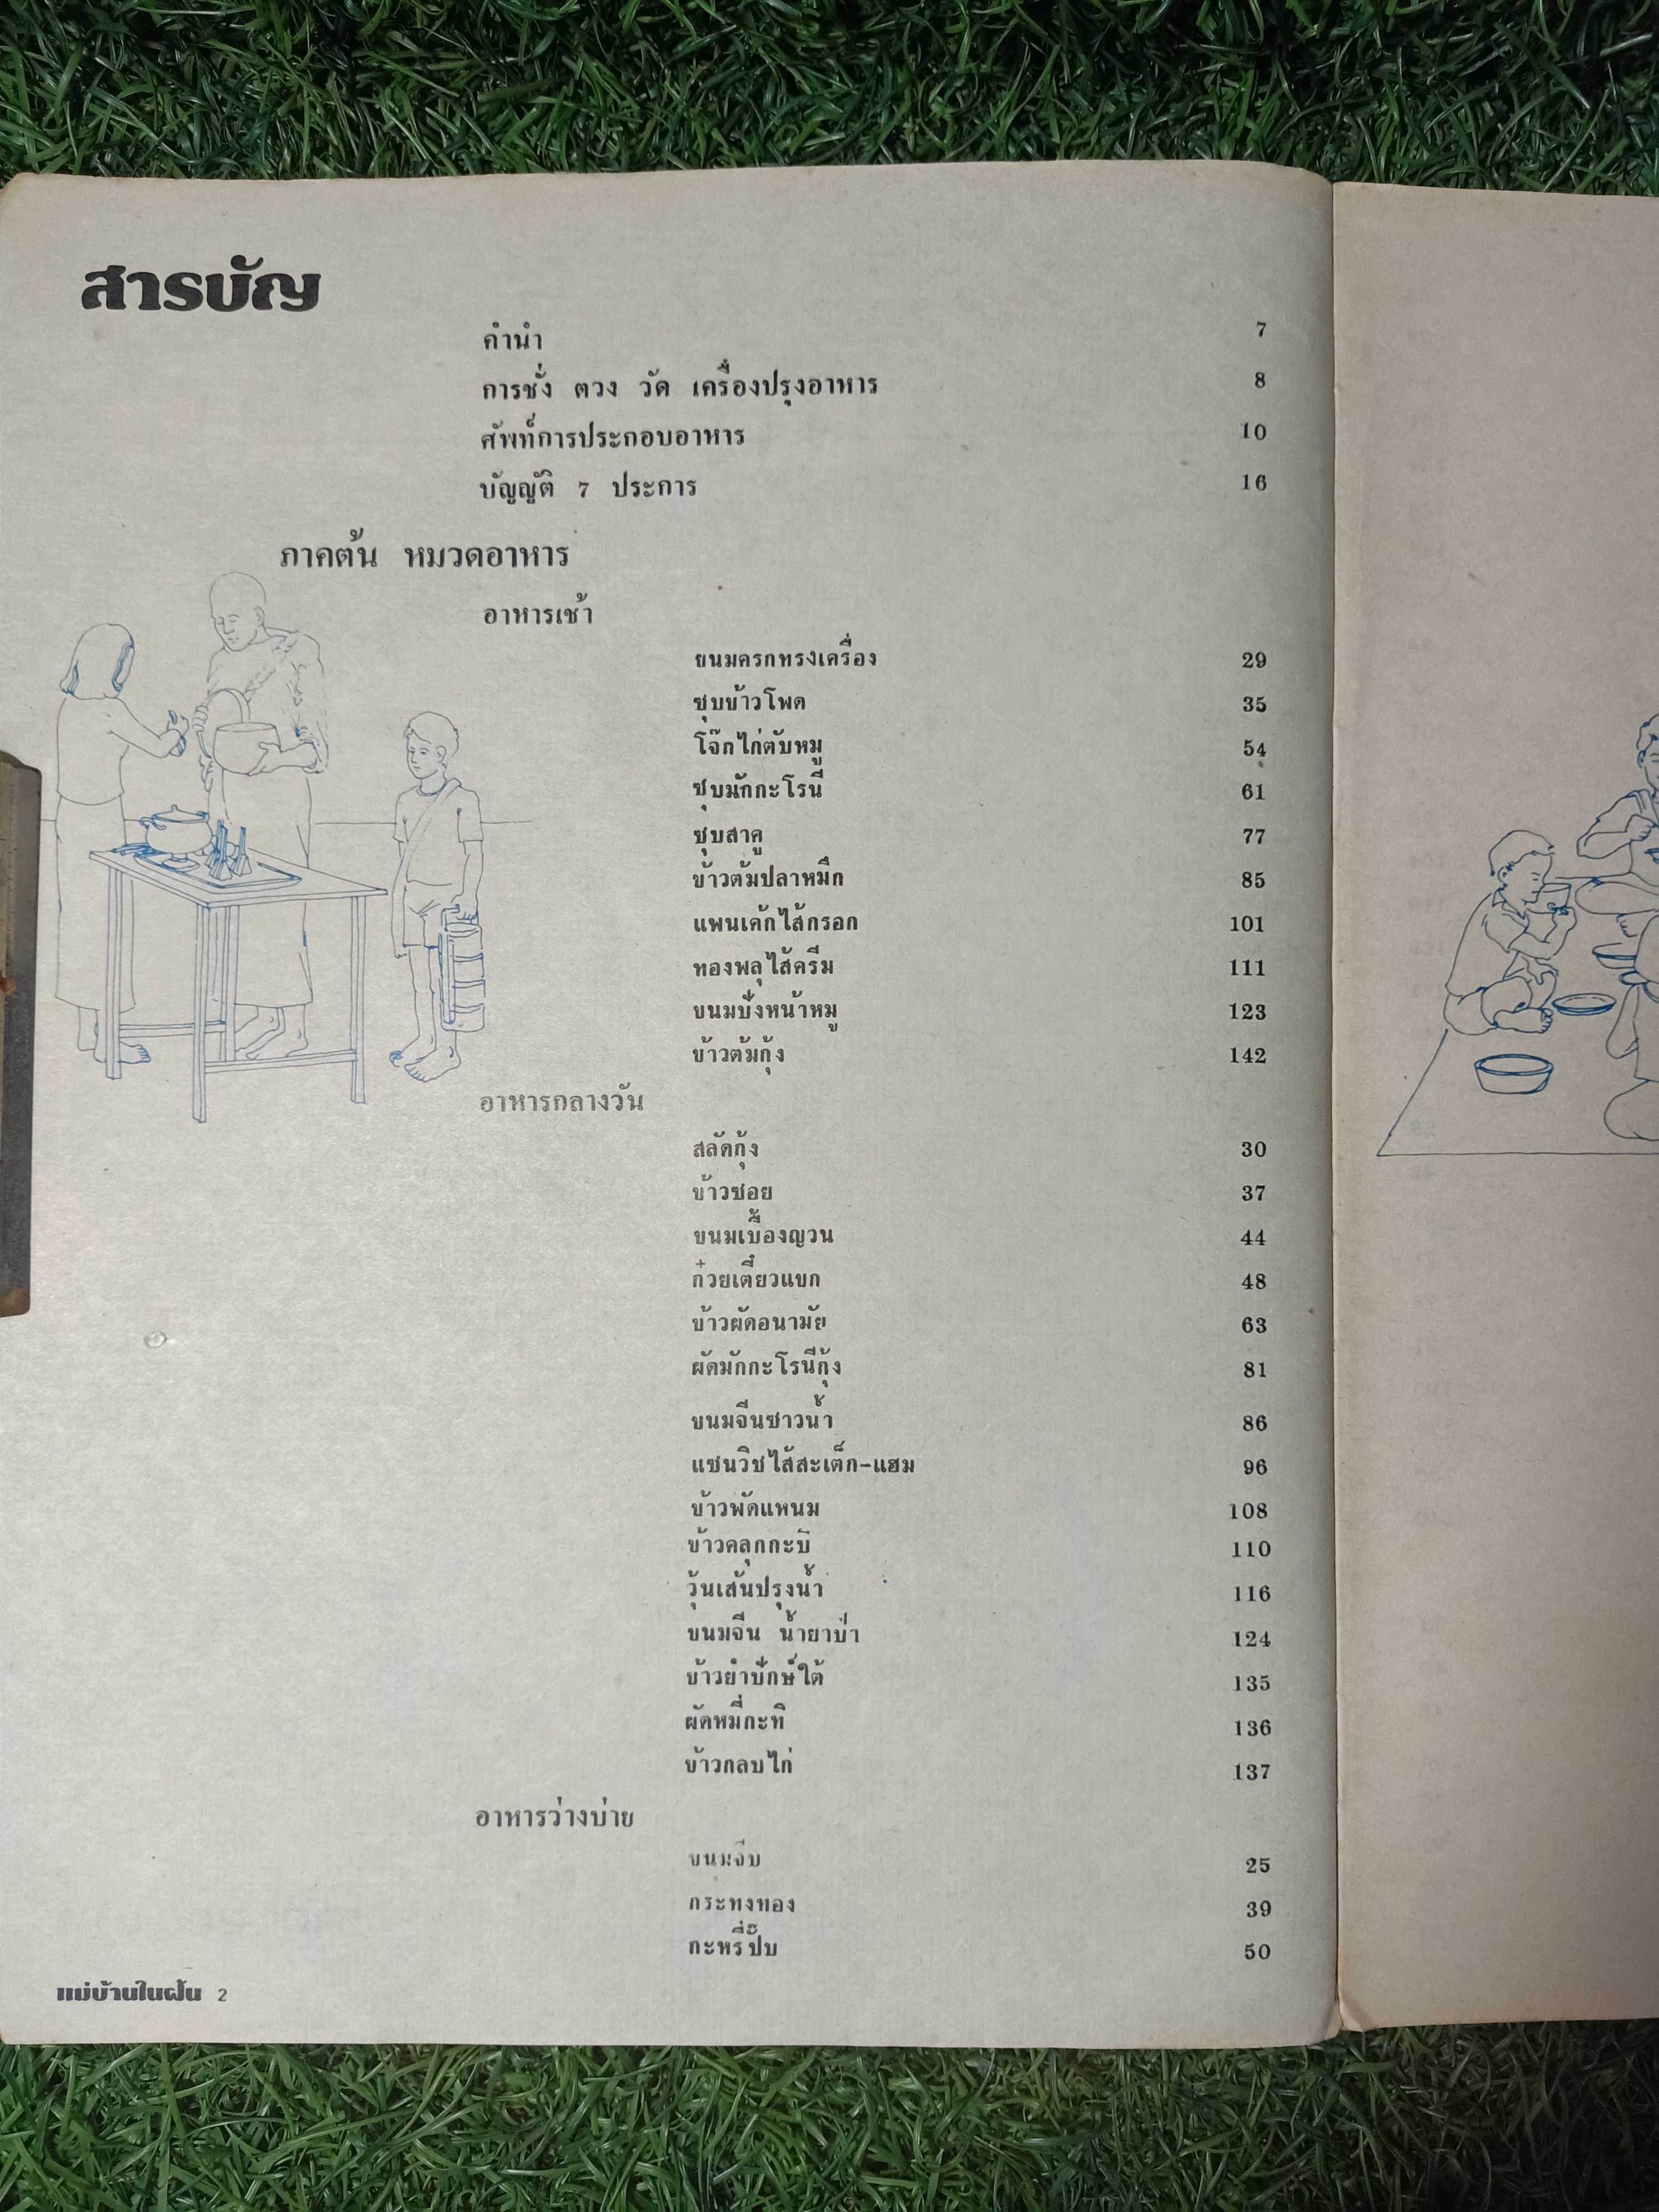 สารบัญ
คำนำ 7
การชั่ง ตวง วัด เครื่องปรุงอาหาร 8
ศัพท์การประกอบอาหาร 10
บัญญัติ 7 ประการ 16
ภาคต้น หมวดอาหาร
อาหารเช้า
ขนมครกทรงเครื่อง 29
ซุบข้าวโพด 35
โจ๊กไก่ตับหมู 54
ซุบมักกะโรนี 61
ซุบสาคู 77
ข้าวต้มปลาหมึก 85
แพนเค้กไส้กรอก 101
ทองพลุไส้ครีม 111
ขนมปังหน้าหมู 123
ข้าวต้มกุ้ง 142
อาหารกลางวัน
สลัดกุ้ง 30
ข้าวซอย 37
ขนมเบื้องญวน 44
ก๋วยเตี๋ยวแขก 48
ข้าวผัดอนามัย 63
ผัดมักกะโรนีกุ้ง 81
ขนมจีนซาวน้ำ 86
แซนวิชไส้สะเต็ก-แฮม 96
ข้าวพัดแหนม 108
ข้าวคลุกกะปิ 110
วุ้นเส้นปรุงน้ำ 116
ขนมจีน น้ำยาป่า 124
ข้าวยำปักษ์ใต้ 135
ผัดหมี่กะทิ 136
ข้าวกลบไก่ 137
อาหารว่างบ่าย
ขนมจีบ 25
กระทงทอง 39
กะหรี่ปั๊บ 50
แม่บ้านในฝัน 2